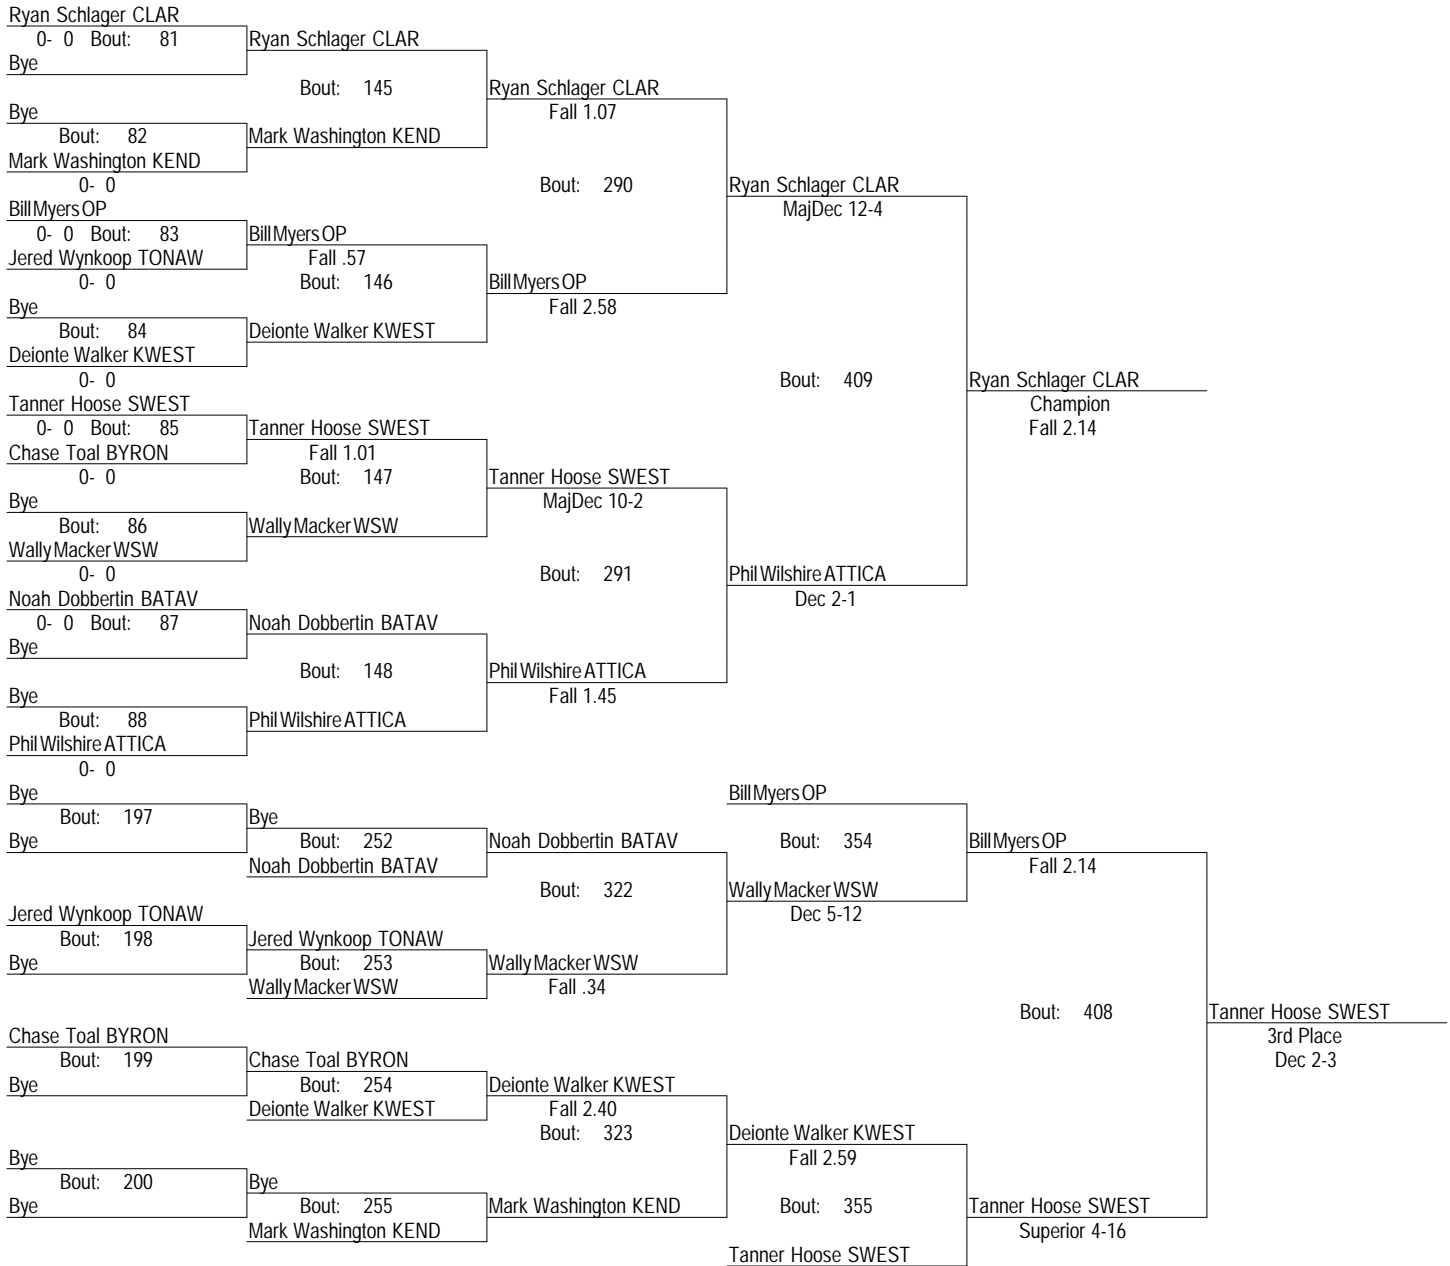 Ryan Schlager CLAR
0- 0 Bout: 81
Ryan Schlager CLAR
Bye
Bout: 145
Ryan Schlager CLAR
Bye
Fall 1.07
Bout: 82
Mark Washington KEND
Mark Washington KEND
0- 0
Bout: 290
Ryan Schlager CLAR
Bill Myers OP
MajDec 12-4
0- 0 Bout: 83
Bill Myers OP
Jered Wynkoop TONAW
Fall .57
0- 0
Bout: 146
Bill Myers OP
Bye
Fall 2.58
Bout: 84
Deionte Walker KWEST
Deionte Walker KWEST
0- 0
Bout: 409
Ryan Schlager CLAR
Tanner Hoose SWEST
Champion
0- 0 Bout: 85
Tanner Hoose SWEST
Fall 2.14
Chase Toal BYRON
Fall 1.01
0- 0
Bout: 147
Tanner Hoose SWEST
Bye
MajDec 10-2
Bout: 86
Wally Macker WSW
Wally Macker WSW
0- 0
Bout: 291
Phil Wilshire ATTICA
Noah Dobbertin BATAV
Dec 2-1
0- 0 Bout: 87
Noah Dobbertin BATAV
Bye
Bout: 148
Phil Wilshire ATTICA
Bye
Fall 1.45
Bout: 88
Phil Wilshire ATTICA
Phil Wilshire ATTICA
0- 0
Bye
Bill Myers OP
Bout: 197
Bye
Bye
Bout: 252
Noah Dobbertin BATAV
Bout: 354
Bill Myers OP
Noah Dobbertin BATAV
Fall 2.14
Bout: 322
Wally Macker WSW
Jered Wynkoop TONAW
Dec 5-12
Bout: 198
Jered Wynkoop TONAW
Bye
Bout: 253
Wally Macker WSW
Wally Macker WSW
Fall .34
Bout: 408
Tanner Hoose SWEST
Chase Toal BYRON
3rd Place
Bout: 199
Chase Toal BYRON
Dec 2-3
Bye
Bout: 254
Deionte Walker KWEST
Deionte Walker KWEST
Fall 2.40
Bout: 323
Deionte Walker KWEST
Bye
Fall 2.59
Bout: 200
Bye
Bye
Bout: 255
Mark Washington KEND
Bout: 355
Tanner Hoose SWEST
Mark Washington KEND
Superior 4-16
Tanner Hoose SWEST